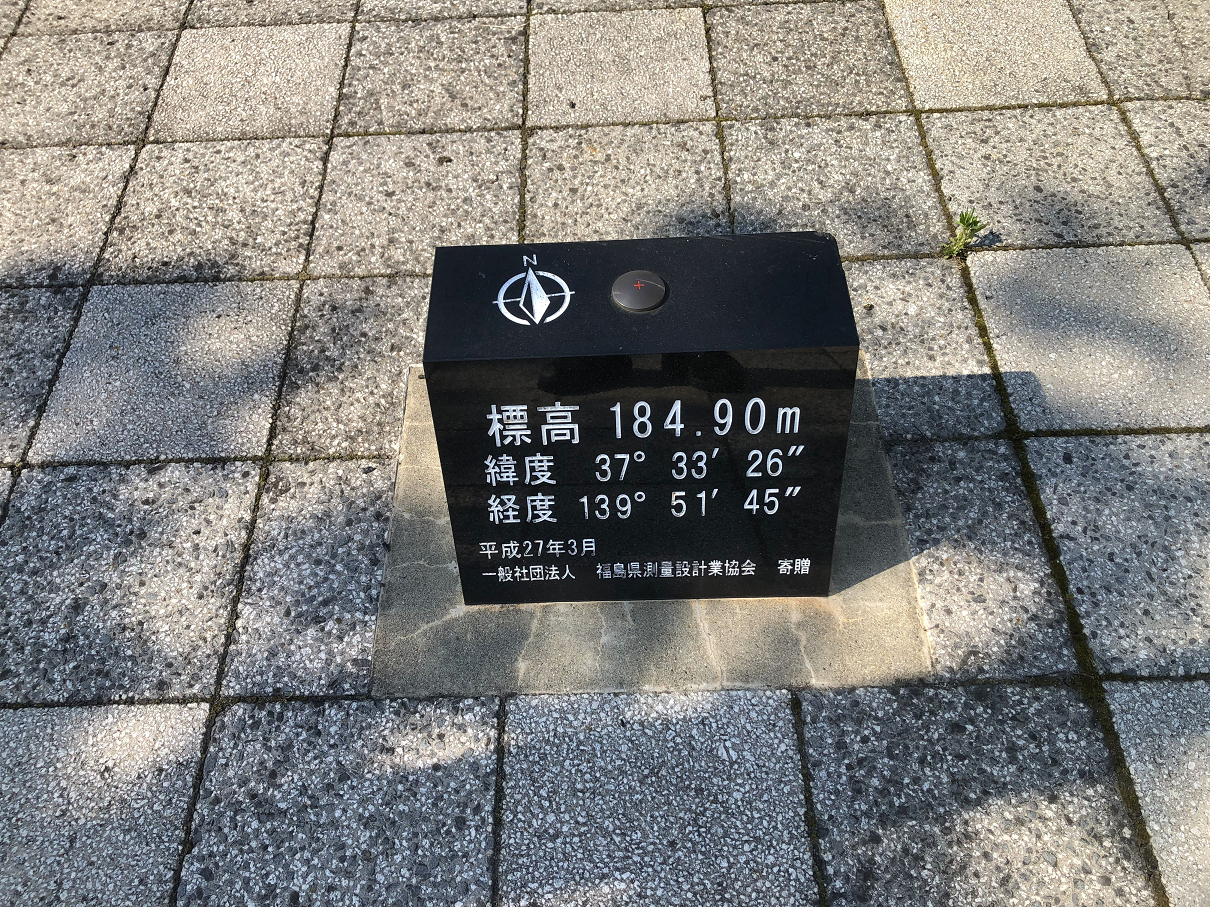 N
標高 184.90m
緯度 37° 33′ 26″
経度 139° 51′ 45″
平成27年3月
一般社団法人 福島県測量設計業協会 寄贈